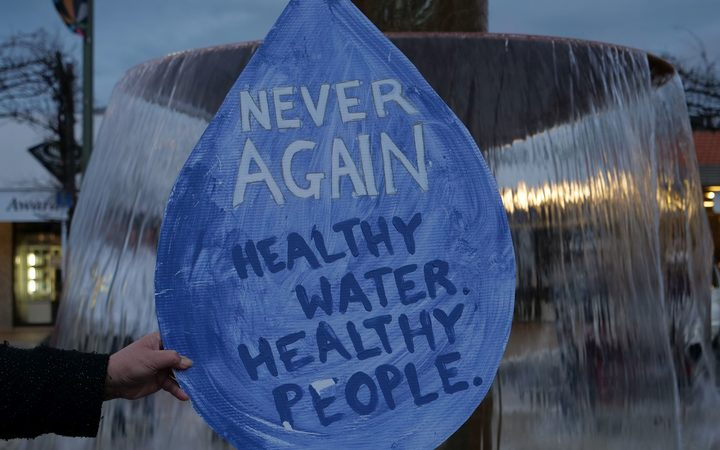 NEVER
AGAIN
HEALTHY
WATER.
HEALTHY
PEOPLE.